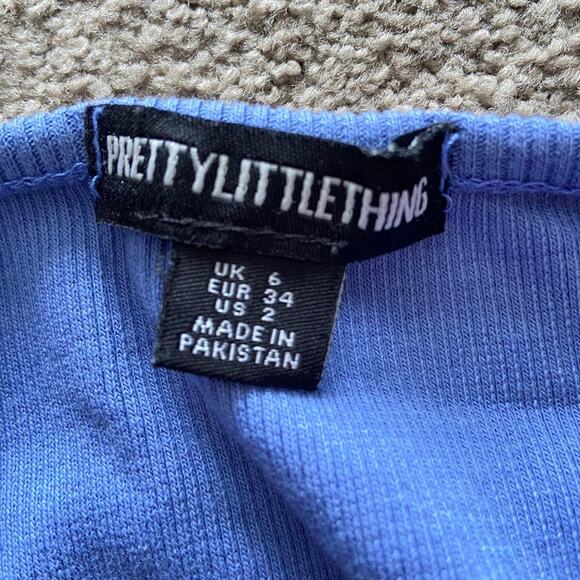 PRETTYLITTLETHING
UK 6
EUR 34
US 2
MADE IN
PAKISTAN